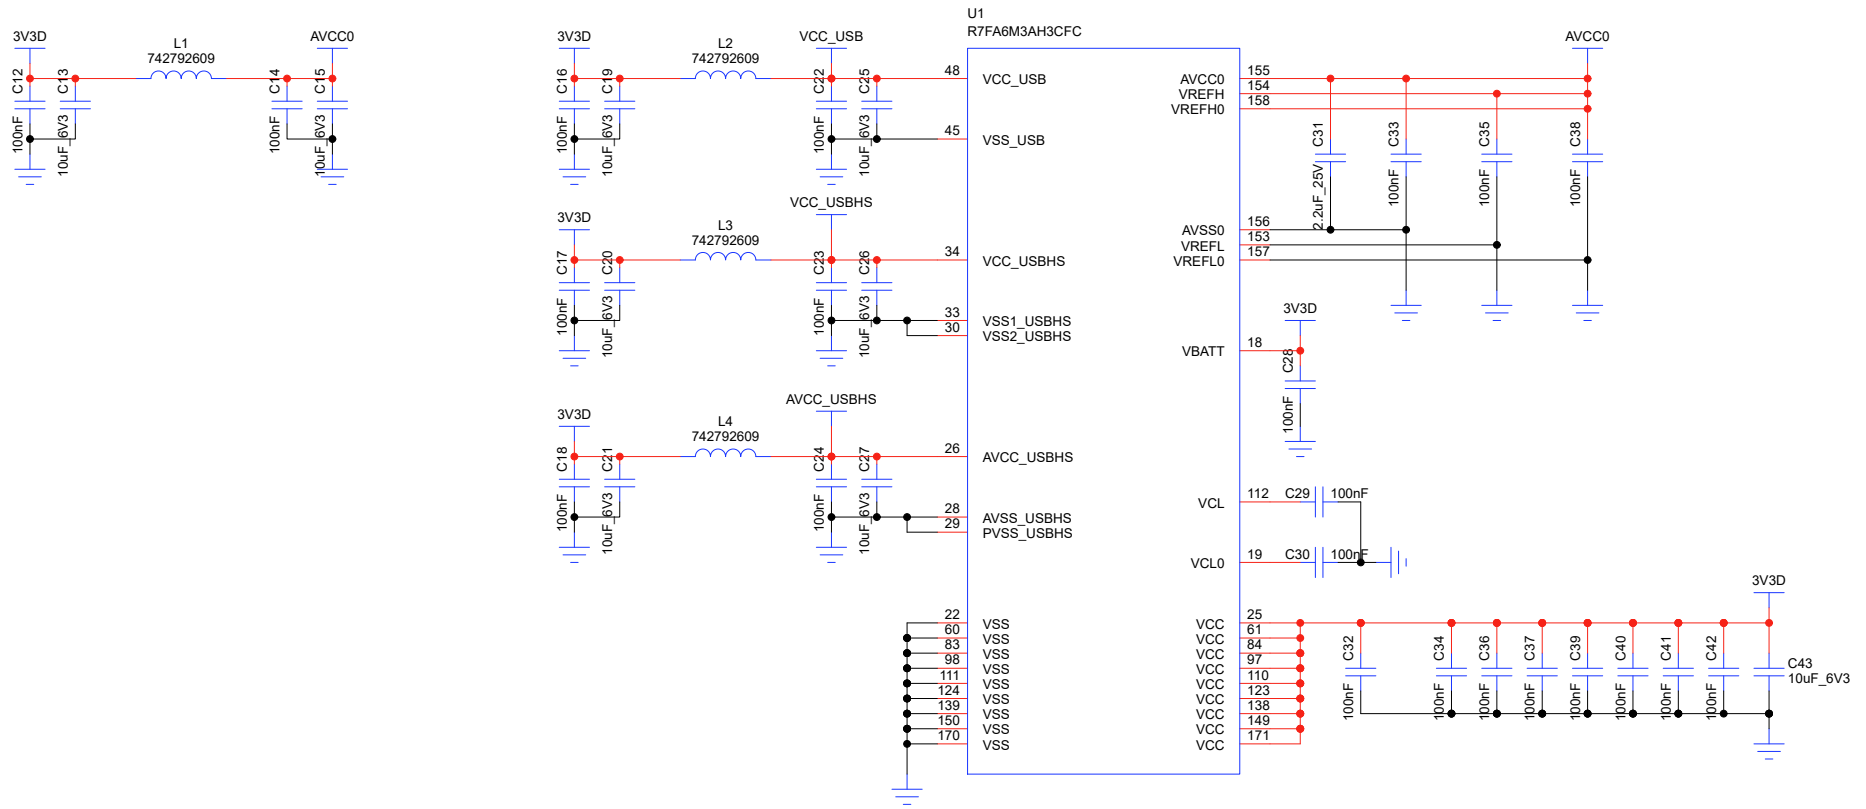 3V3D
L1
742792609
AVCC0
C12
C13
C14
C15
100nF
10uF_6V3
100nF
10uF_6V3
3V3D
L2
742792609
VCC_USB
C16
C19
C22
C25
100nF
10uF_6V3
100nF
10uF_6V3
3V3D
L3
742792609
VCC_USBHS
C17
C20
C23
C26
100nF
10uF_6V3
100nF
10uF_6V3
3V3D
L4
742792609
AVCC_USBHS
C18
C21
C24
C27
100nF
10uF_6V3
100nF
10uF_6V3
U1
R7FA6M3AH3CFC
48 VCC_USB
45 VSS_USB
34 VCC_USBHS
33 VSS1_USBHS
30 VSS2_USBHS
26 AVCC_USBHS
28 AVSS_USBHS
29 PVSS_USBHS
22 VSS
60 VSS
83 VSS
98 VSS
111 VSS
124 VSS
139 VSS
150 VSS
170 VSS
AVCC0 155
VREFH 154
VREFH0 158
AVSS0 156
VREFL 153
VREFL0 157
VBATT 18
VCL 112
VCL0 19
VCC 25
VCC 61
VCC 84
VCC 97
VCC 110
VCC 123
VCC 138
VCC 149
VCC 171
AVCC0
C31
C33
C35
C38
2.2uF_25V
100nF
100nF
100nF
3V3D
C28
100nF
C29 100nF
C30 100nF
3V3D
C32
C34
C36
C37
C39
C40
C41
C42
C43
10uF_6V3
100nF
100nF
100nF
100nF
100nF
100nF
100nF
100nF